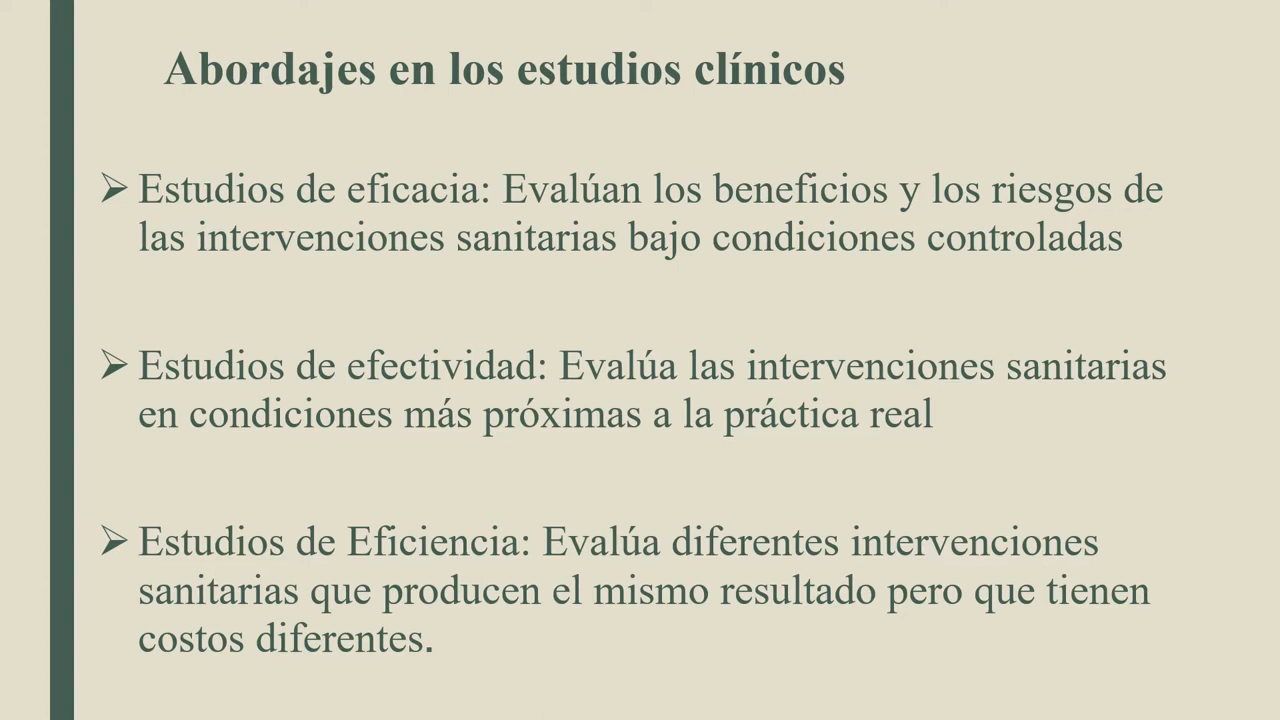 Abordajes en los estudios clínicos
➢ Estudios de eficacia: Evalúan los beneficios y los riesgos de
las intervenciones sanitarias bajo condiciones controladas
➢ Estudios de efectividad: Evalúa las intervenciones sanitarias
en condiciones más próximas a la práctica real
➢ Estudios de Eficiencia: Evalúa diferentes intervenciones
sanitarias que producen el mismo resultado pero que tienen
costos diferentes.